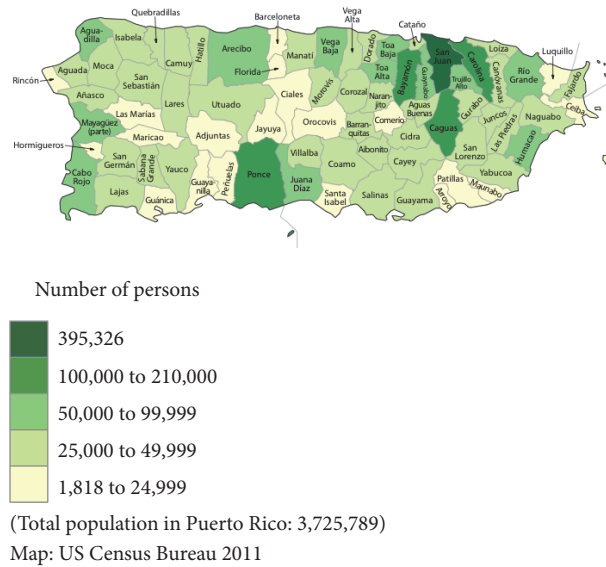 Quebradillas
Barceloneta
Vega
Alta
Cataño
Agua-
dilla
Isabela
Camuy
Hatillo
Arecibo
Manatí
Vega
Baja
Dorado
Toa
Baja
San
Juan
Loiza
Luquillo
Rincón
Aguada
Moca
San
Sebastián
Florida
Toa
Alta
Bayamón
Guaynabo
Trujillo
Alto
Carolina
Canóvanas
Río
Grande
Fajardo
Añasco
Lares
Utuado
Ciales
Morovis
Corozal
Naran-
jito
Aguas
Buenas
Gurabo
Ceiba
Mayagüez
(parte)
Las Marías
Maricao
Adjuntas
Jayuya
Orocovis
Barran-
quitas
Comerío
Caguas
Juncos
Las Piedras
Naguabo
Hormigueros
Cidra
Humacao
San
Germán
Sabana
Grande
Yauco
Villalba
Aibonito
San
Lorenzo
Cabo
Rojo
Lajas
Guánica
Guaya
nilla
Peñuelas
Ponce
Juana
Díaz
Coamo
Cayey
Yabucoa
Santa
Isabel
Salinas
Guayama
Patillas
Arroyo
Maunabo
Number of persons
395,326
100,000 to 210,000
50,000 to 99,999
25,000 to 49,999
1,818 to 24,999
(Total population in Puerto Rico: 3,725,789)
Map: US Census Bureau 2011